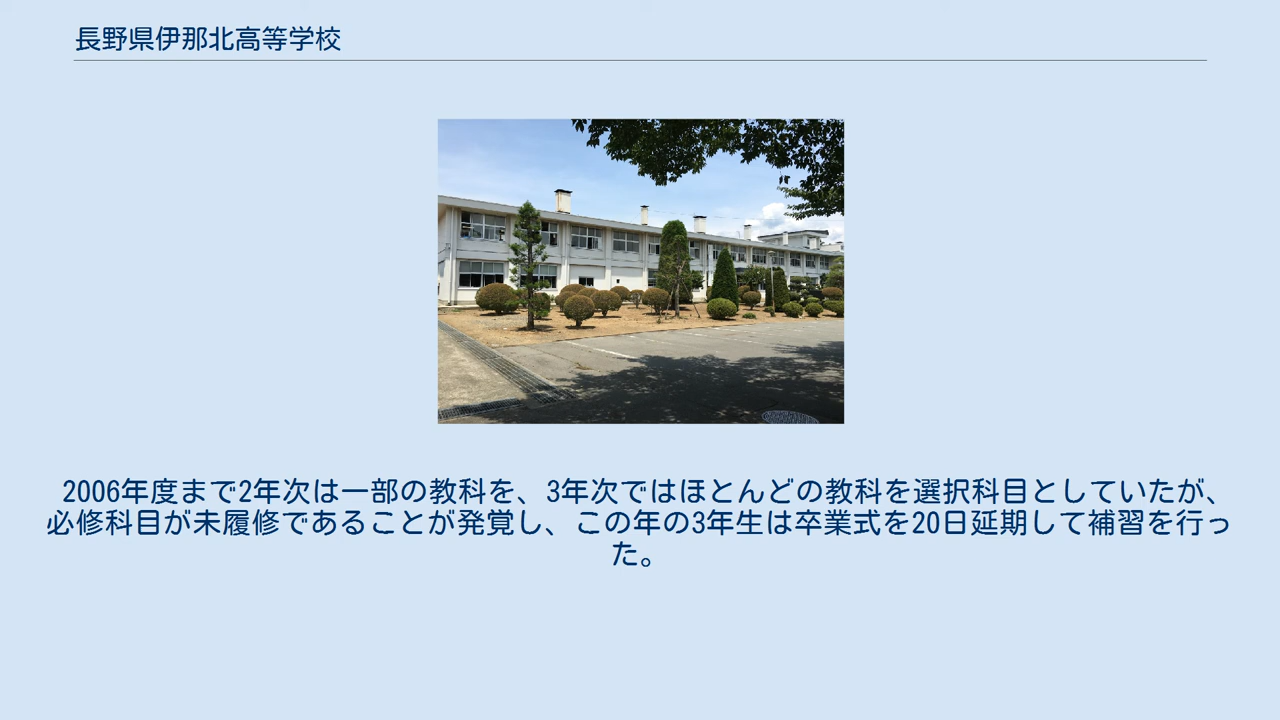 長野県伊那北高等学校
2006年度まで2年次は一部の教科を、3年次ではほとんどの教科を選択科目としていたが、
必修科目が未履修であることが発覚し、この年の3年生は卒業式を20日延期して補習を行っ
た。